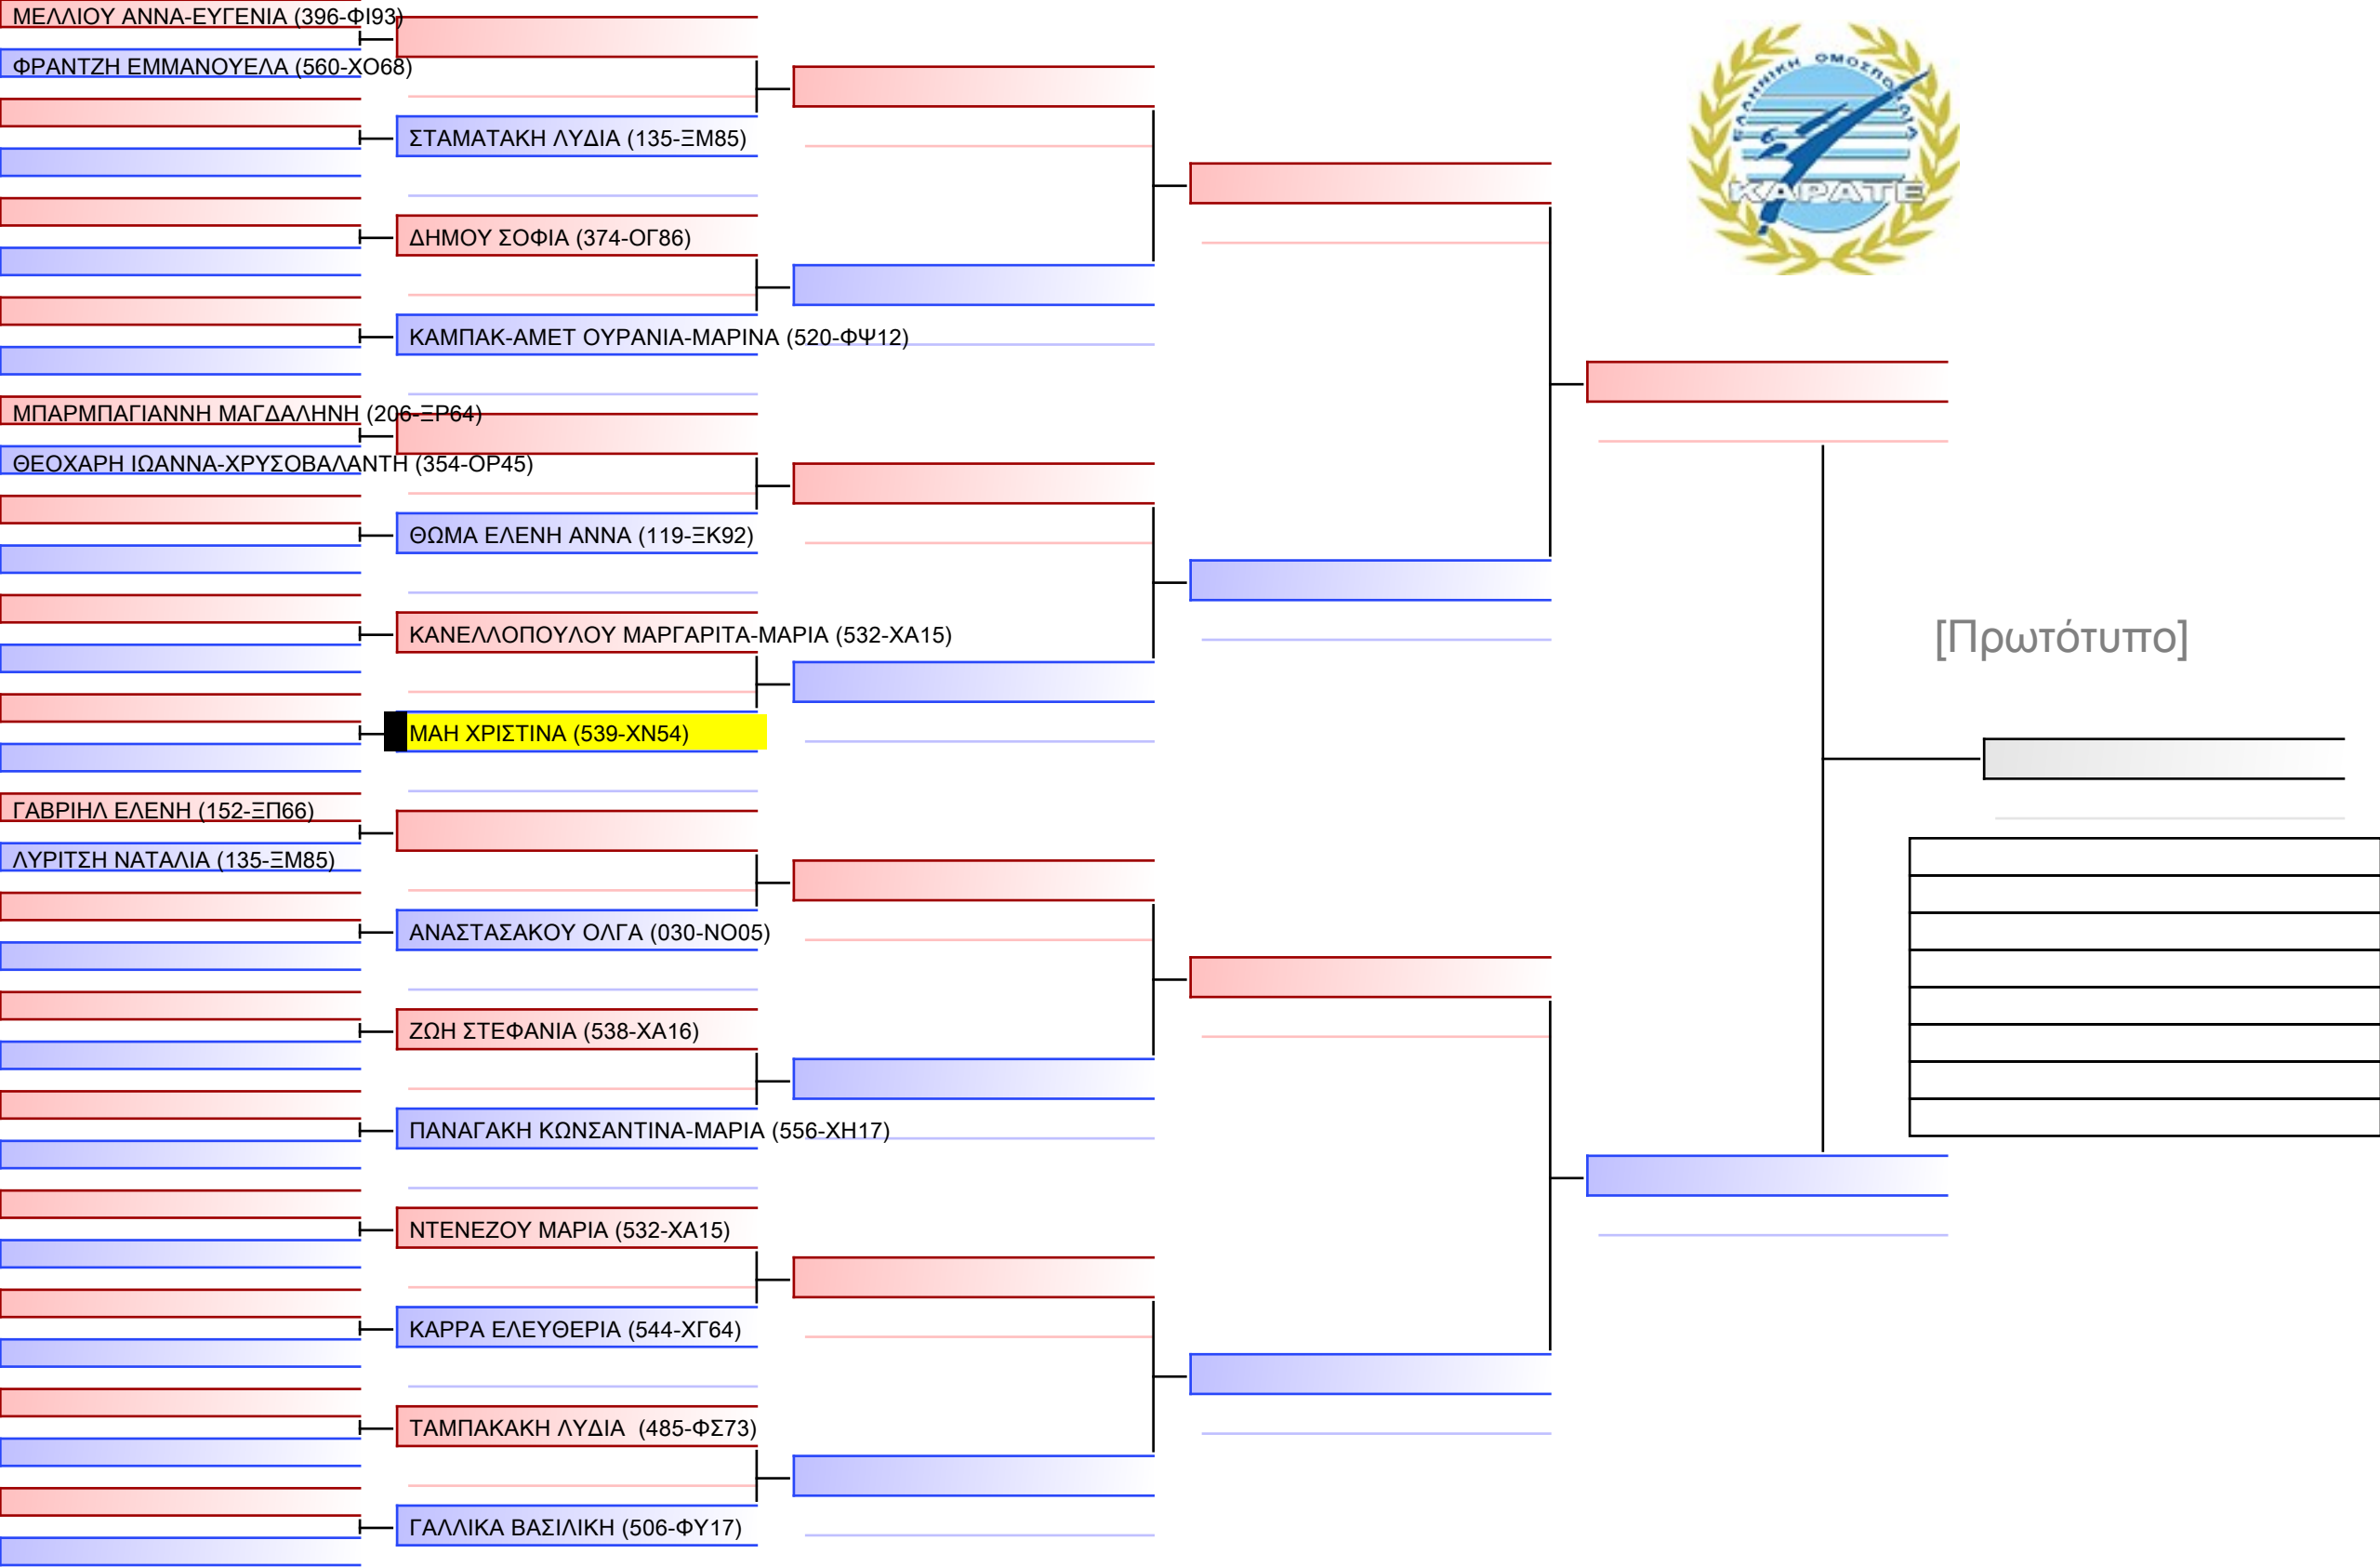 ΜΕΛΛΙΟΥ ΑΝΝΑ-ΕΥΓΕΝΙΑ (396-ΦΙ93)
ΦΡΑΝΤΖΗ ΕΜΜΑΝΟΥΕΛΑ (560-ΧΟ68)
ΣΤΑΜΑΤΑΚΗ ΛΥΔΙΑ (135-ΞΜ85)
ΔΗΜΟΥ ΣΟΦΙΑ (374-ΟΓ86)
ΚΑΜΠΑΚ-ΑΜΕΤ ΟΥΡΑΝΙΑ-ΜΑΡΙΝΑ (520-ΦΨ12)
ΜΠΑΡΜΠΑΓΙΑΝΝΗ ΜΑΓΔΑΛΗΝΗ (206-ΞΡ64)
ΘΕΟΧΑΡΗ ΙΩΑΝΝΑ-ΧΡΥΣΟΒΑΛΑΝΤΗ (354-ΟΡ45)
ΘΩΜΑ ΕΛΕΝΗ ΑΝΝΑ (119-ΞΚ92)
ΚΑΝΕΛΛΟΠΟΥΛΟΥ ΜΑΡΓΑΡΙΤΑ-ΜΑΡΙΑ (532-ΧΑ15)
ΜΑΗ ΧΡΙΣΤΙΝΑ (539-ΧΝ54)
ΓΑΒΡΙΗΛ ΕΛΕΝΗ (152-ΞΠ66)
ΛΥΡΙΤΣΗ ΝΑΤΑΛΙΑ (135-ΞΜ85)
ΑΝΑΣΤΑΣΑΚΟΥ ΟΛΓΑ (030-ΝΟ05)
ΖΩΗ ΣΤΕΦΑΝΙΑ (538-ΧΑ16)
ΠΑΝΑΓΑΚΗ ΚΩΝΣΑΝΤΙΝΑ-ΜΑΡΙΑ (556-ΧΗ17)
ΝΤΕΝΕΖΟΥ ΜΑΡΙΑ (532-ΧΑ15)
ΚΑΡΡΑ ΕΛΕΥΘΕΡΙΑ (544-ΧΓ64)
ΤΑΜΠΑΚΑΚΗ ΛΥΔΙΑ (485-ΦΣ73)
ΓΑΛΛΙΚΑ ΒΑΣΙΛΙΚΗ (506-ΦΥ17)
ΕΛΛΗΝΙΚΗ ΟΜΟΣΠΟΝΔΙΑ
ΚΑΡΑΤΕ
[Πρωτότυπο]